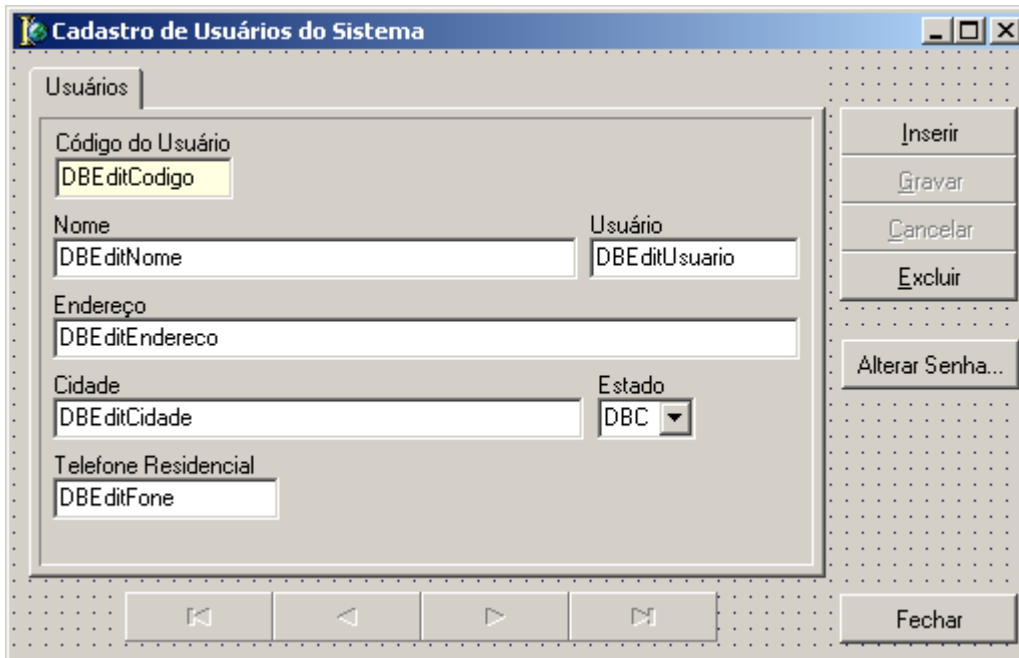 Cadastro de Usuários do Sistema
Usuários
Código do Usuário
DBEditCodigo
Nome
Usuário
DBEditNome
DBEditUsuario
Endereço
DBEditEndereco
Cidade
Estado
DBEditCidade
DBC
Telefone Residencial
DBEditFone
Inserir
Gravar
Cancelar
Excluir
Alterar Senha...
Fechar